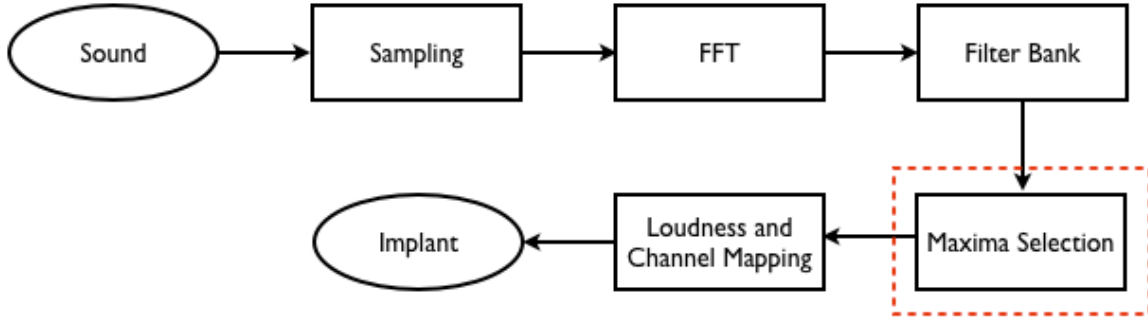 Sound
Sampling
FFT
Filter Bank
Maxima Selection
Loudness and
Channel Mapping
Implant